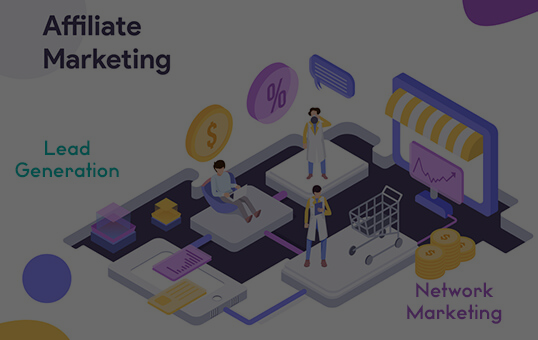 Affiliate
Marketing
$
%
Lead
Generation
Network
Marketing
$
$
$